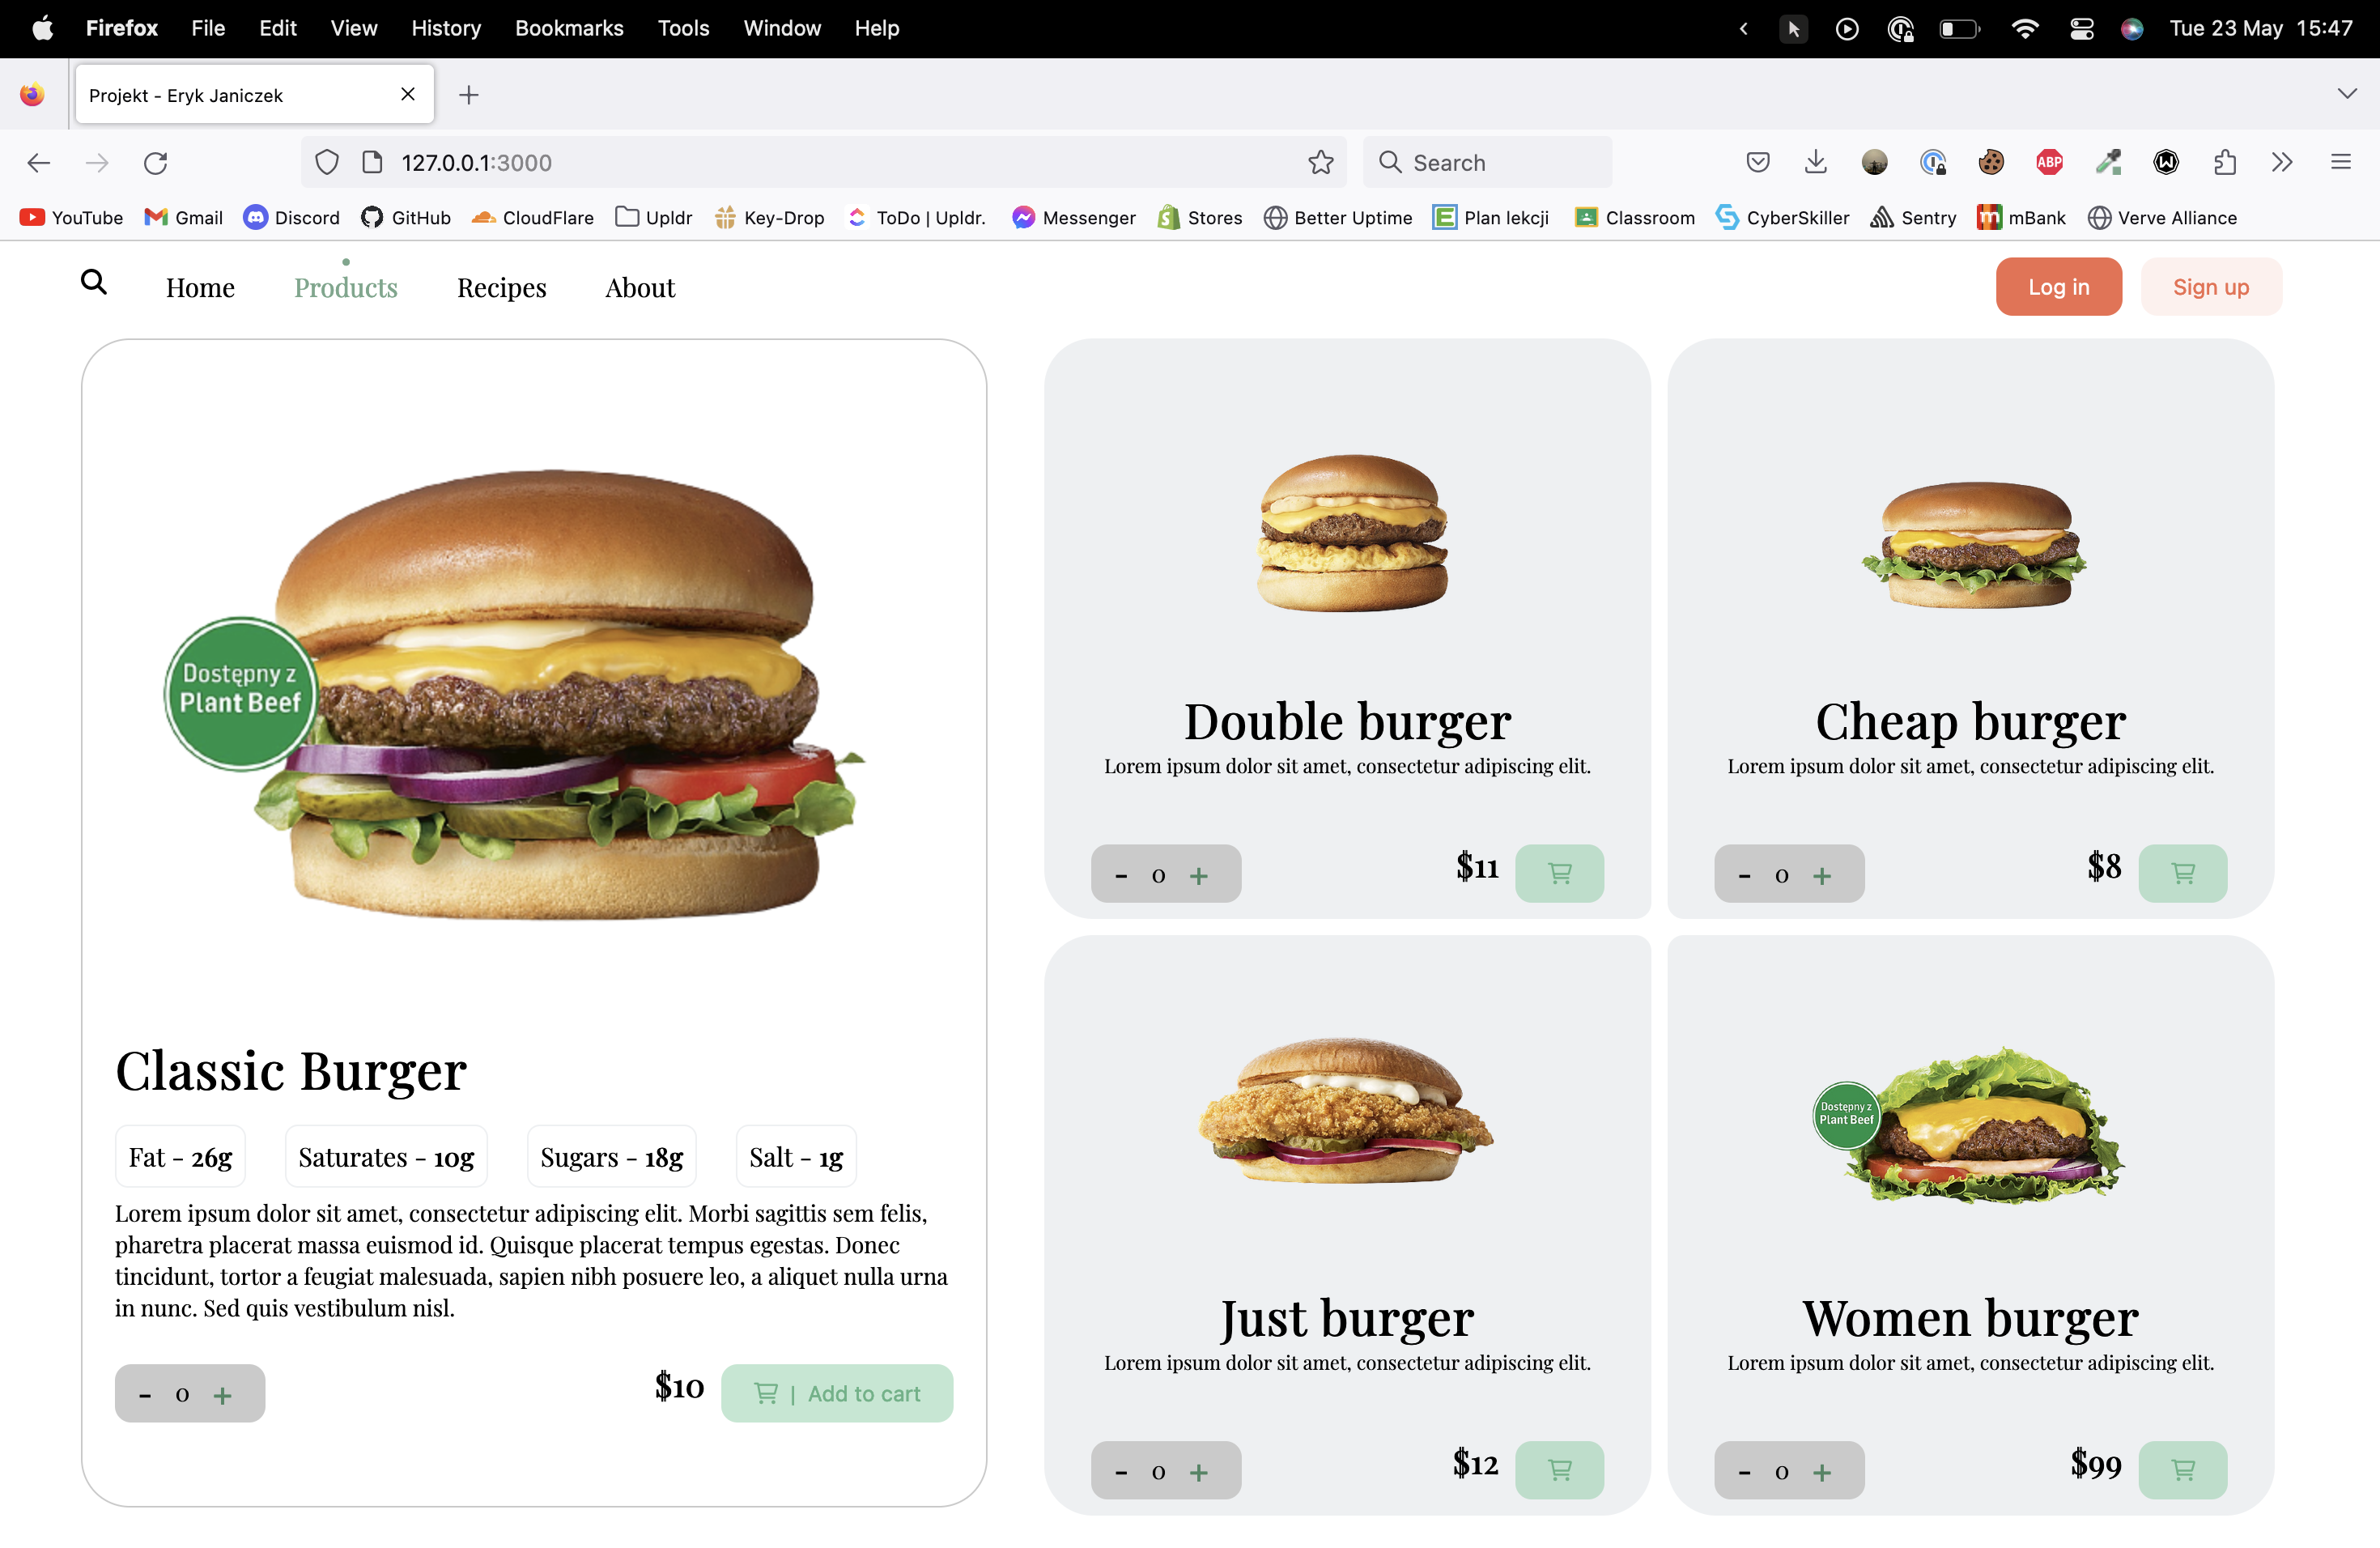 Firefox File Edit View History Bookmarks Tools Window Help Tue 23 May 15:47
Projekt - Eryk Janiczek
127.0.0.1:3000 Search ABP
YouTube Gmail Discord GitHub CloudFlare Upldr Key-Drop ToDo | Upldr. Messenger Stores Better Uptime Plan lekcji Classroom CyberSkiller Sentry mBank Verve Alliance
Home Products Recipes About Log in Sign up
Dostępny z
Plant Beef
Classic Burger
Fat - 26g Saturates - 10g Sugars - 18g Salt - 1g
Lorem ipsum dolor sit amet, consectetur adipiscing elit. Morbi sagittis sem felis,
pharetra placerat massa euismod id. Quisque placerat tempus egestas. Donec
tincidunt, tortor a feugiat malesuada, sapien nibh posuere leo, a aliquet nulla urna
in nunc. Sed quis vestibulum nisl.
- 0 + $10 | Add to cart
Double burger
Lorem ipsum dolor sit amet, consectetur adipiscing elit.
- 0 + $11
Cheap burger
Lorem ipsum dolor sit amet, consectetur adipiscing elit.
- 0 + $8
Just burger
Lorem ipsum dolor sit amet, consectetur adipiscing elit.
- 0 + $12
Dostępny z
Plant Beef
Women burger
Lorem ipsum dolor sit amet, consectetur adipiscing elit.
- 0 + $99